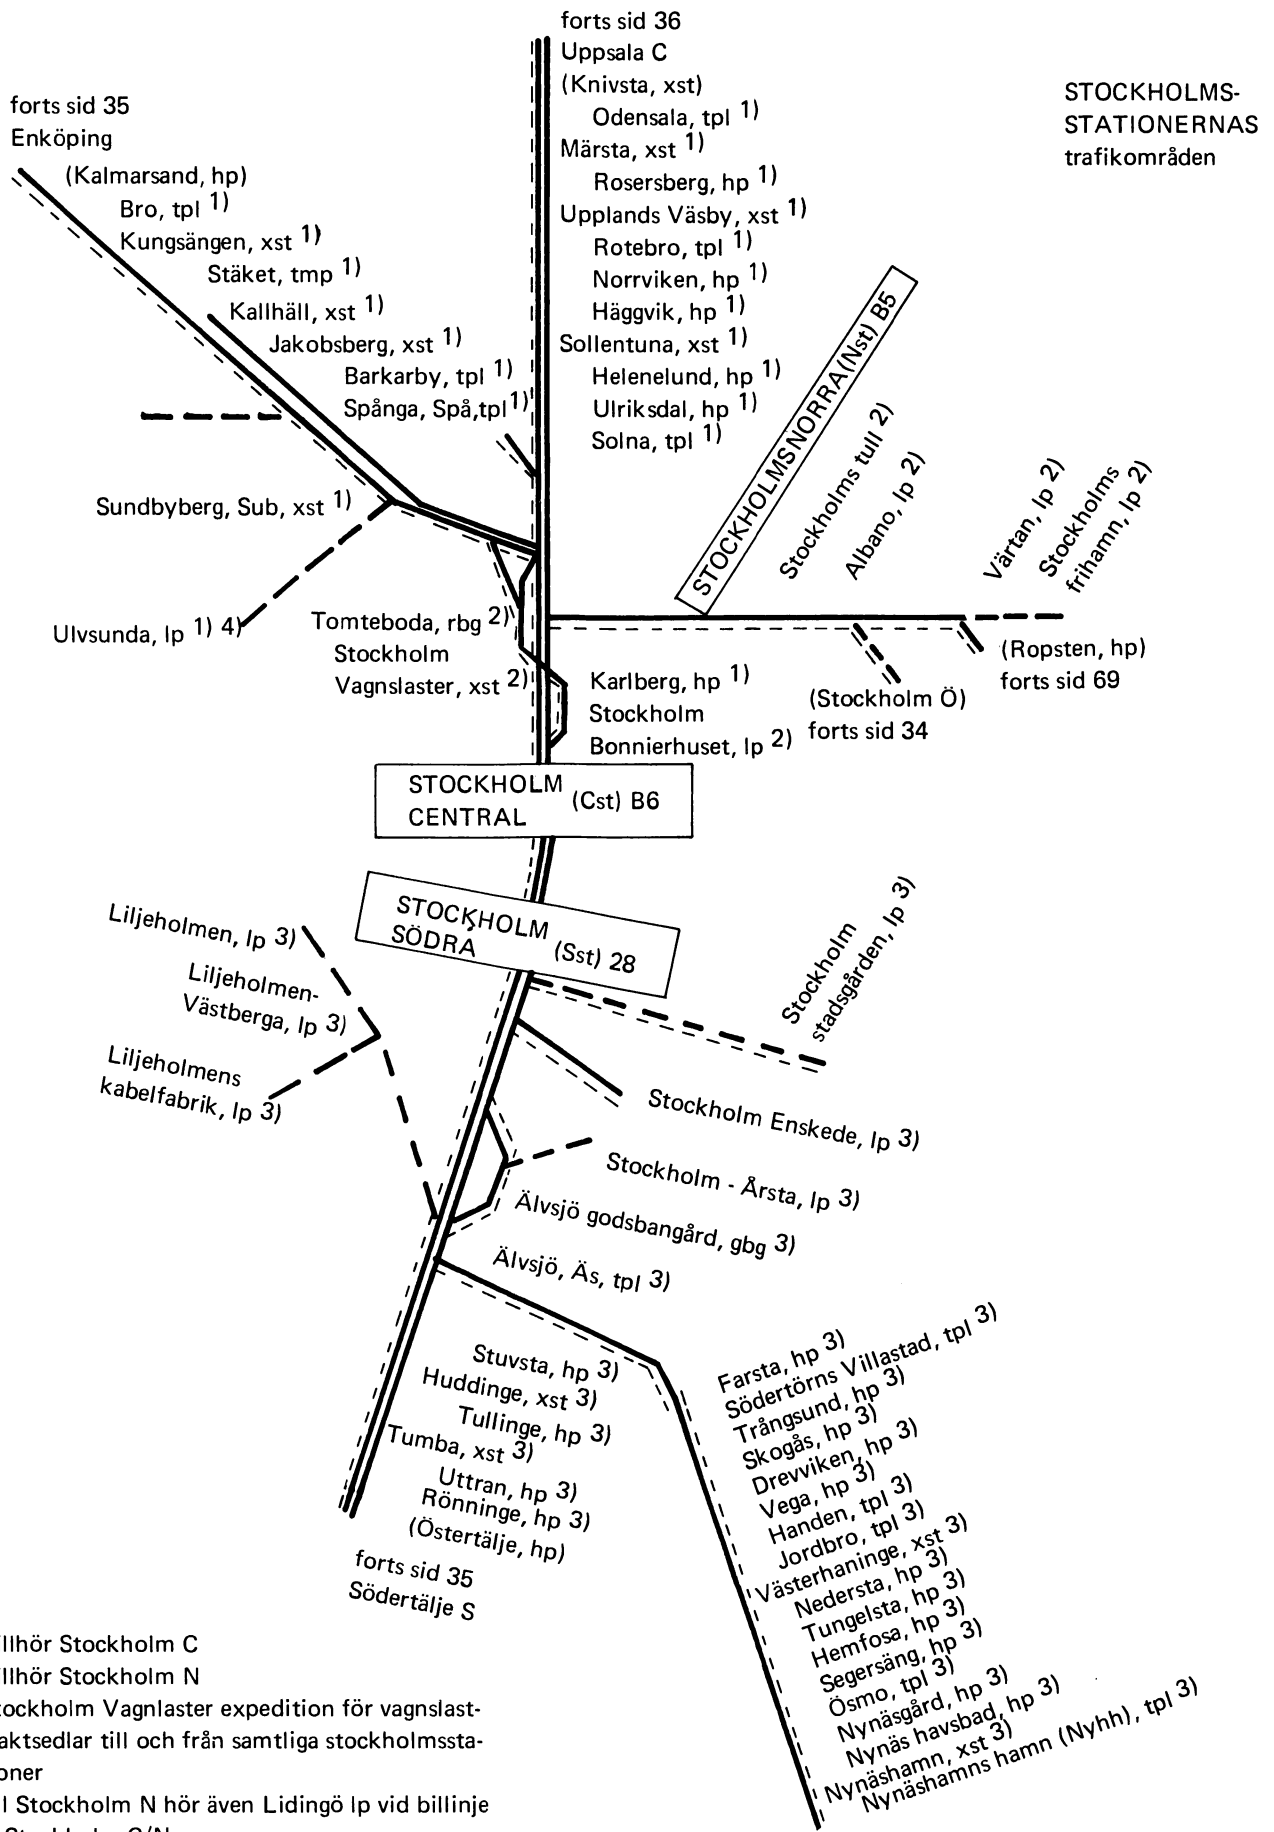 forts sid 36
Uppsala C
(Knivsta, xst)
Odensala, tpl 1)
Märsta, xst 1)
Rosersberg, hp 1)
Upplands Väsby, xst 1)
Rotebro, tpl 1)
Norrviken, hp 1)
Häggvik, hp 1)
Sollentuna, xst 1)
Helenelund, hp 1)
Ulriksdal, hp 1)
Solna, tpl 1)
STOCKHOLMS-
STATIONERNAS
trafikområden
forts sid 35
Enköping
(Kalmarsand, hp)
Bro, tpl 1)
Kungsängen, xst 1)
Stäket, tmp 1)
Kallhäll, xst 1)
Jakobsberg, xst 1)
Barkarby, tpl 1)
Spånga, Spå,tpl 1)
Sundbyberg, Sub, xst 1)
Ulvsunda, lp 1) 4)
STOCKHOLMSNORRA(Nst) B5
Stockholms tull 2)
Albano, lp 2)
Värtan, lp 2)
Stockholms
frihamn, lp 2)
Tomteboda, rbg 2)
Stockholm
Vagnslaster, xst 2)
Karlberg, hp 1)
Stockholm
Bonnierhuset, lp 2)
(Stockholm Ö)
forts sid 34
(Ropsten, hp)
forts sid 69
STOCKHOLM
CENTRAL
(Cst) B6
STOCKHOLM
SÖDRA
(Sst) 28
Liljeholmen, lp 3)
Liljeholmen-
Västberga, lp 3)
Liljeholmens
kabelfabrik, lp 3)
Stockholm
stadsgården, lp 3)
Stockholm Enskede, lp 3)
Stockholm - Årsta, lp 3)
Älvsjö godsbangård, gbg 3)
Älvsjö, Äs, tpl 3)
Stuvsta, hp 3)
Huddinge, xst 3)
Tullinge, hp 3)
Tumba, xst 3)
Uttran, hp 3)
Rönninge, hp 3)
(Östertälje, hp)
forts sid 35
Södertälje S
Farsta, hp 3)
Södertörns Villastad, tpl 3)
Trångsund, hp 3)
Skogås, hp 3)
Drevviken, hp 3)
Vega, hp 3)
Handen, tpl 3)
Jordbro, tpl 3)
Västerhaninge, xst 3)
Nedersta, hp 3)
Tungelsta, hp 3)
Hemfosa, hp 3)
Segersäng, hp 3)
Ösmo, tpl 3)
Nynäsgård, hp 3)
Nynäs havsbad, hp 3)
Nynäshamn, xst 3)
Nynäshamns hamn (Nyhh), tpl 3)
llhör Stockholm C
llhör Stockholm N
tockholm Vagnlaster expedition för vagnslast-
aktsedlar till och från samtliga stockholmssta-
oner
l Stockholm N hör även Lidingö lp vid billinje